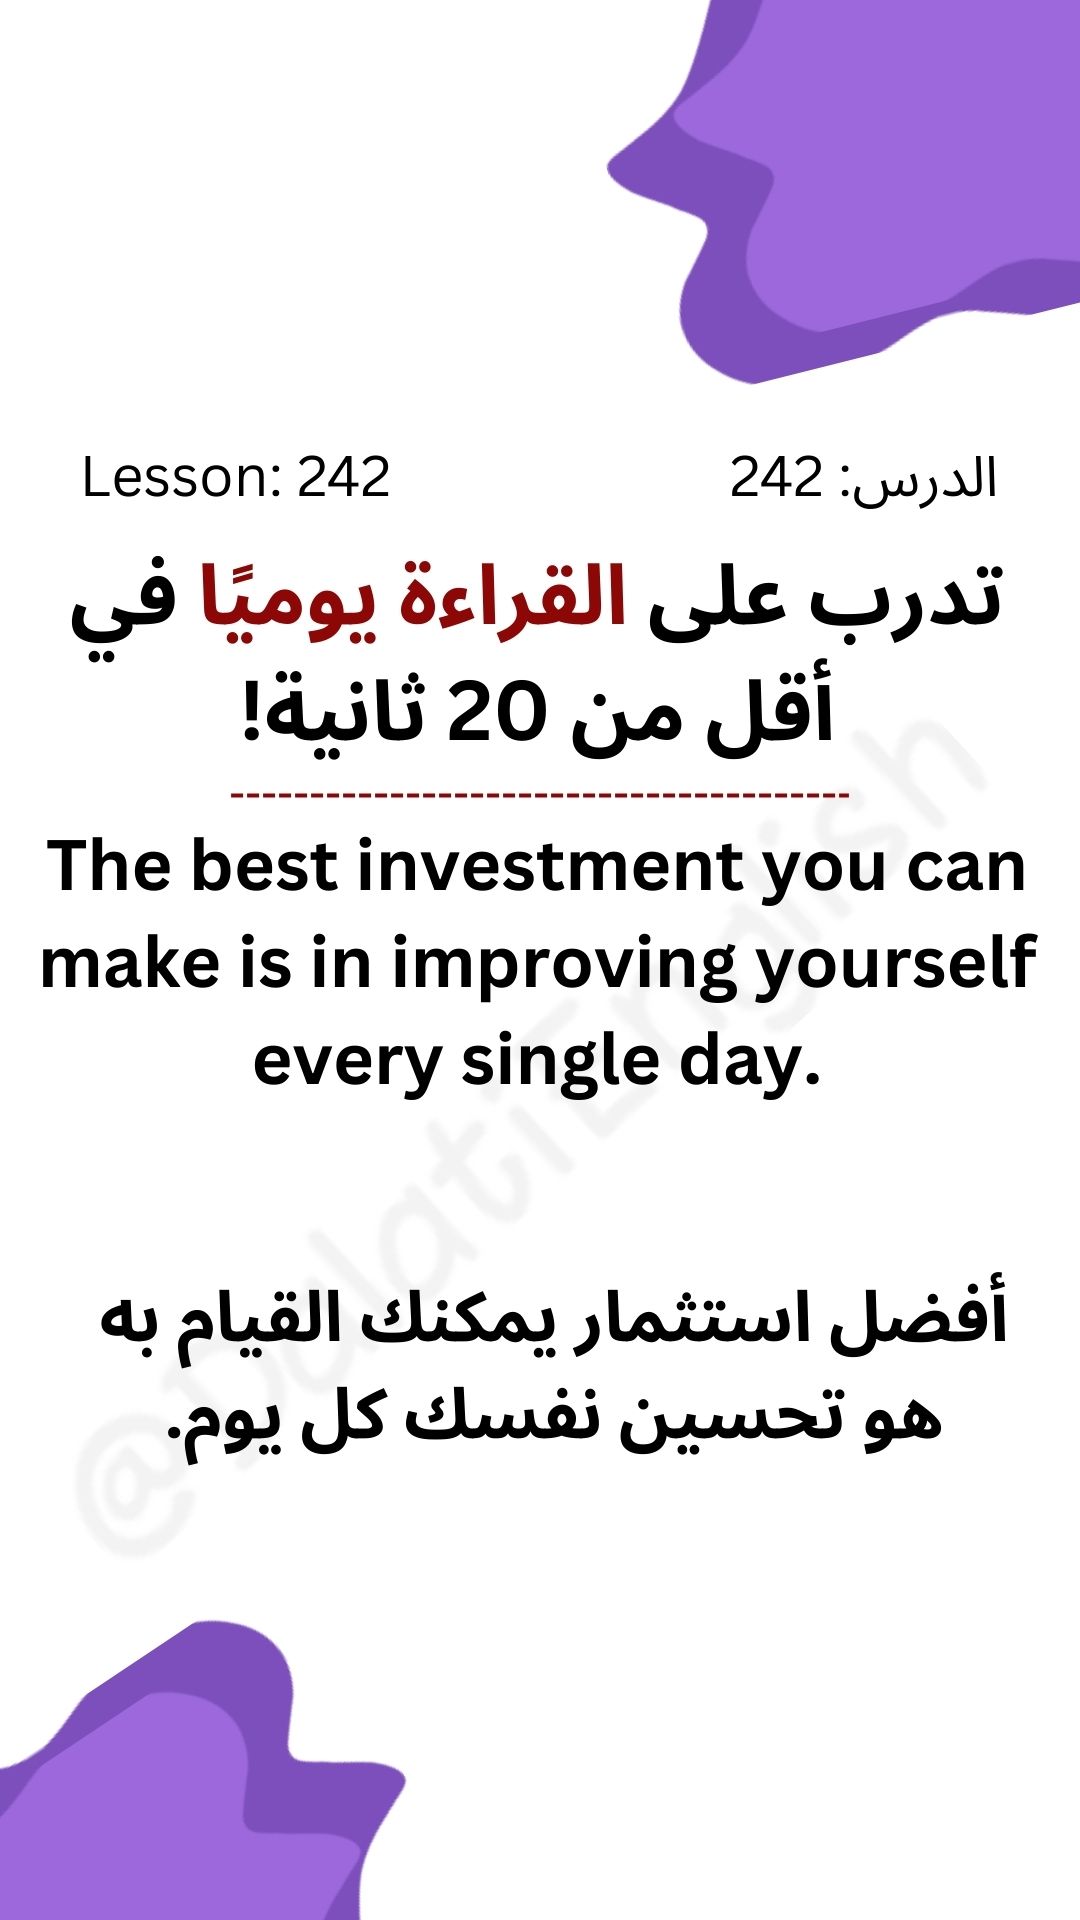 Lesson: 242
الدرس: 242
تدرب على القراءة يوميًا في
أقل من 20 ثانية!
---------------------------------------
The best investment you can
make is in improving yourself
every single day.
أفضل استثمار يمكنك القيام به
هو تحسين نفسك كل يوم.
@DalatiEnglish